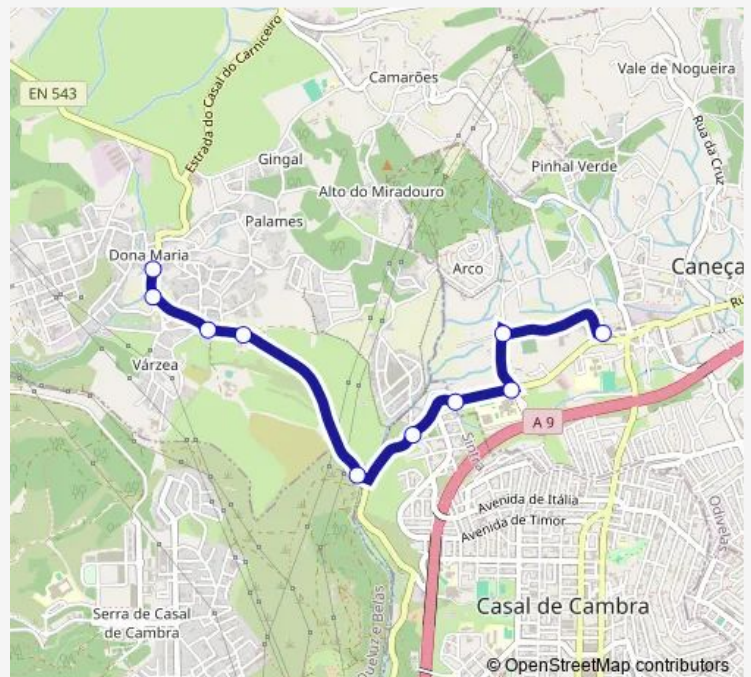 Estrada do Casal do Carniceiro
Camarões
Vale de Nogueira
EN 543
Rua da Cruz
Gingal
Pinhal Verde
Alto do Miradouro
Palames
Dona Maria
Arco
Caneça
Várzea
A 9
Sintra
Avenida de Itália
Avenida de Timor
Odivelas
Serra de Casal
de Cambra
Casal de Cambra
Queluz e Belas
© OpenStreetMap contributors